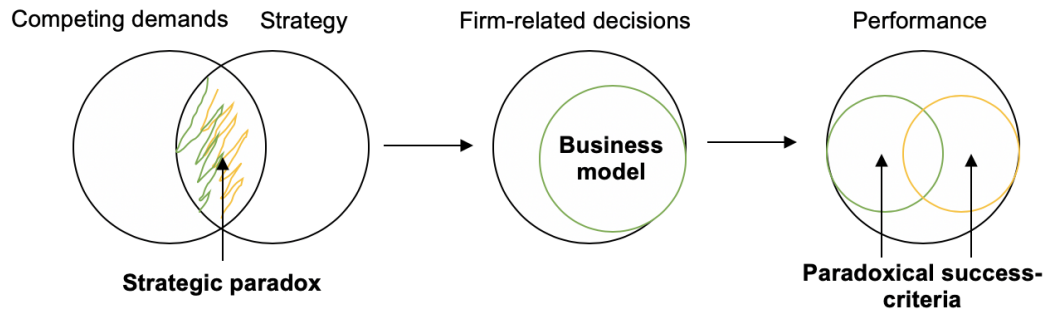 Competing demands
Strategy
Firm-related decisions
Performance
Business
model
Strategic paradox
Paradoxical success-
criteria